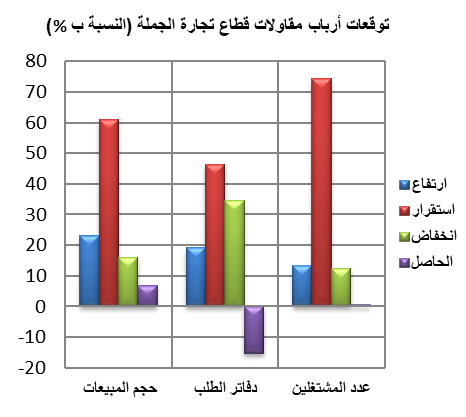 توقعات أرباب مقاولات قطاع تجارة الجملة (النسبة ب %)
80
70
60
50
40
30
20
10
0
-10
-20
ارتفاع
استقرار
انخفاض
الحاصل
حجم المبيعات
دفاتر الطلب
عدد المشتغلين